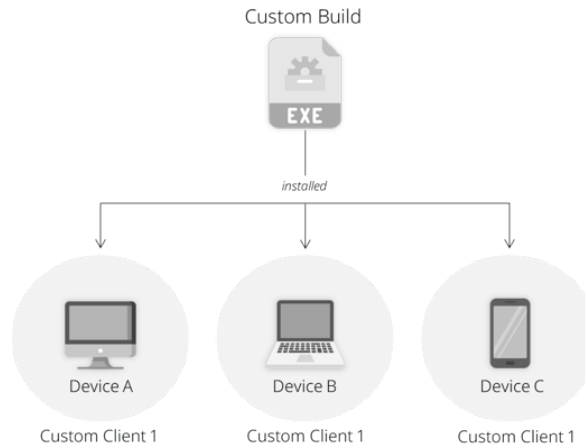 Custom Build
EXE
installed
Device A
Device B
Device C
Custom Client 1
Custom Client 1
Custom Client 1